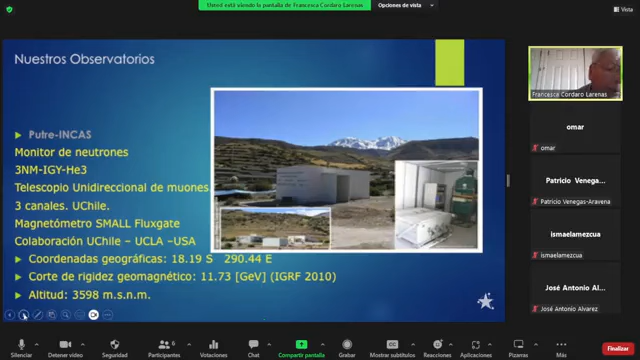 Usted está viendo la pantalla de Francesca Cordaro Larenas
Opciones de vista
Vista
Nuestros Observatorios
Putre-INCAS
Monitor de neutrones
3NM-IGY-He3
Telescopio Unidireccional de muones
3 canales. UChile.
Magnetómetro SMALL Fluxgate
Colaboración UChile – UCLA -USA
Coordenadas geográficas: 18.19 S 290.44 E
Corte de rigidez geomagnético: 11.73 [GeV] (IGRF 2010)
Altitud: 3598 m.s.n.m.
Francesca Cordaro Larenas
omar
omar
Patricio Venega...
Patricio Venegas-Aravena
ismaelamezcua
ismaelamezcua
José Antonio Al...
José Antonio Alvarez
Silenciar
Detener video
Seguridad
Participantes
6
Votaciones
Chat
Compartir pantalla
Grabar
Mostrar subtítulos
Reacciones
Aplicaciones
Pizarras
Más
Finalizar